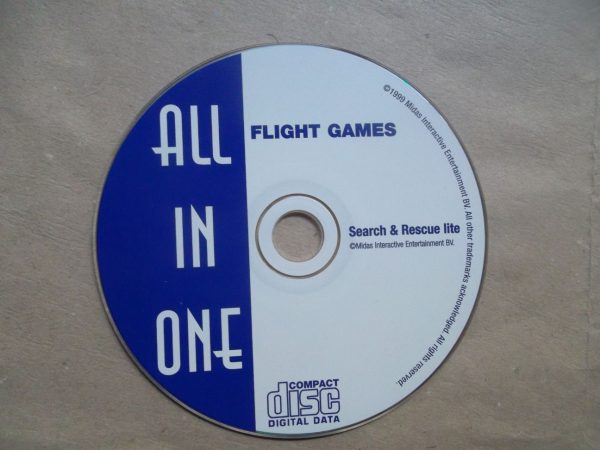 ALL
IN
ONE
FLIGHT GAMES
Search & Rescue lite
©Midas Interactive Entertainment BV.
©1999 Midas Interactive Entertainment BV. All other trademarks acknowledged. All rights reserved.
COMPACT
disc
DIGITAL DATA